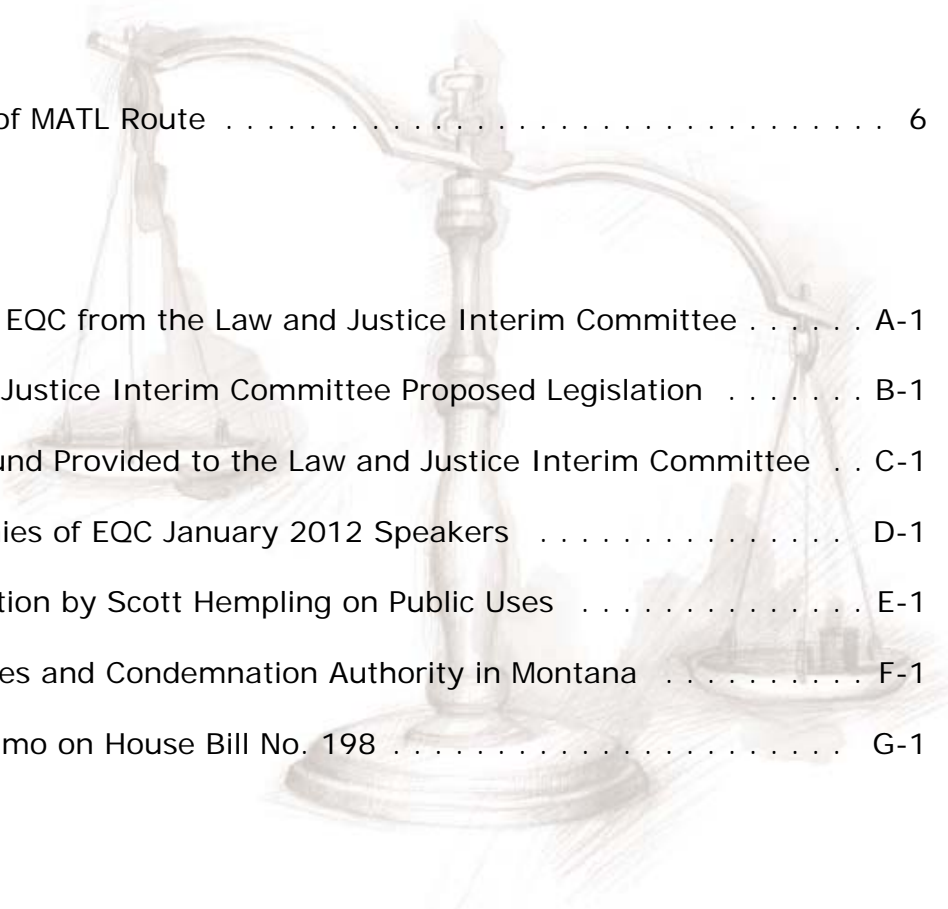 of MATL Route . . . . . . . . . . . . . . . . . . . . . . . . . . . . . . . 6
EQC from the Law and Justice Interim Committee . . . . . . A-1
Justice Interim Committee Proposed Legislation . . . . . . . B-1
und Provided to the Law and Justice Interim Committee . . C-1
ies of EQC January 2012 Speakers . . . . . . . . . . . . . . . D-1
tion by Scott Hempling on Public Uses . . . . . . . . . . . . . . E-1
es and Condemnation Authority in Montana . . . . . . . . . . F-1
mo on House Bill No. 198 . . . . . . . . . . . . . . . . . . . . . . G-1